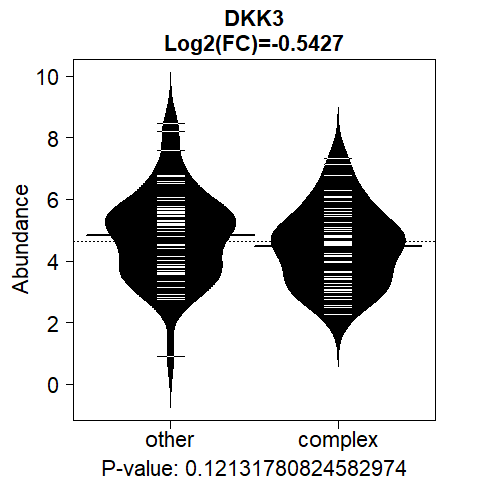 DKK3
Log2(FC)=-0.5427
Abundance
10
8
6
4
2
0
other complex
P-value: 0.12131780824582974